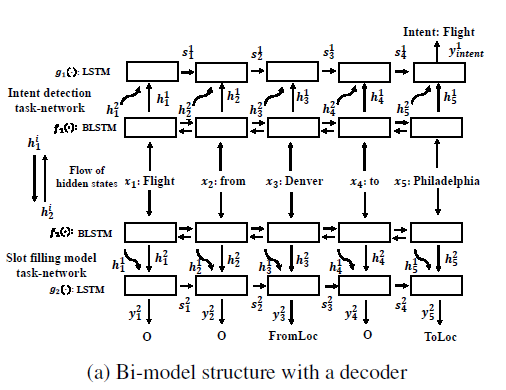 Intent: Flight
s₁¹ s₂¹ s₃¹ s₄¹ y¹intent
g₁(·): LSTM
Intent detection
task-network
h₁² h₁¹ h₂² h₂¹ h₃² h₃¹ h₄² h₄¹ h₅² h₅¹
f₁(·): BLSTM
h₁ⁱ
Flow of
hidden states
x₁: Flight x₂: from x₃: Denver x₄: to x₅: Philadelphia
h₂ⁱ
f₂(·): BLSTM
Slot filling model
task-network
h₁¹ h₁² h₂¹ h₂² h₃¹ h₃² h₄¹ h₄² h₅¹ h₅²
g₂(·): LSTM
y₁² s₁² y₂² s₂² y₃² s₃² y₄² s₄² y₅²
O O FromLoc O ToLoc
(a) Bi-model structure with a decoder